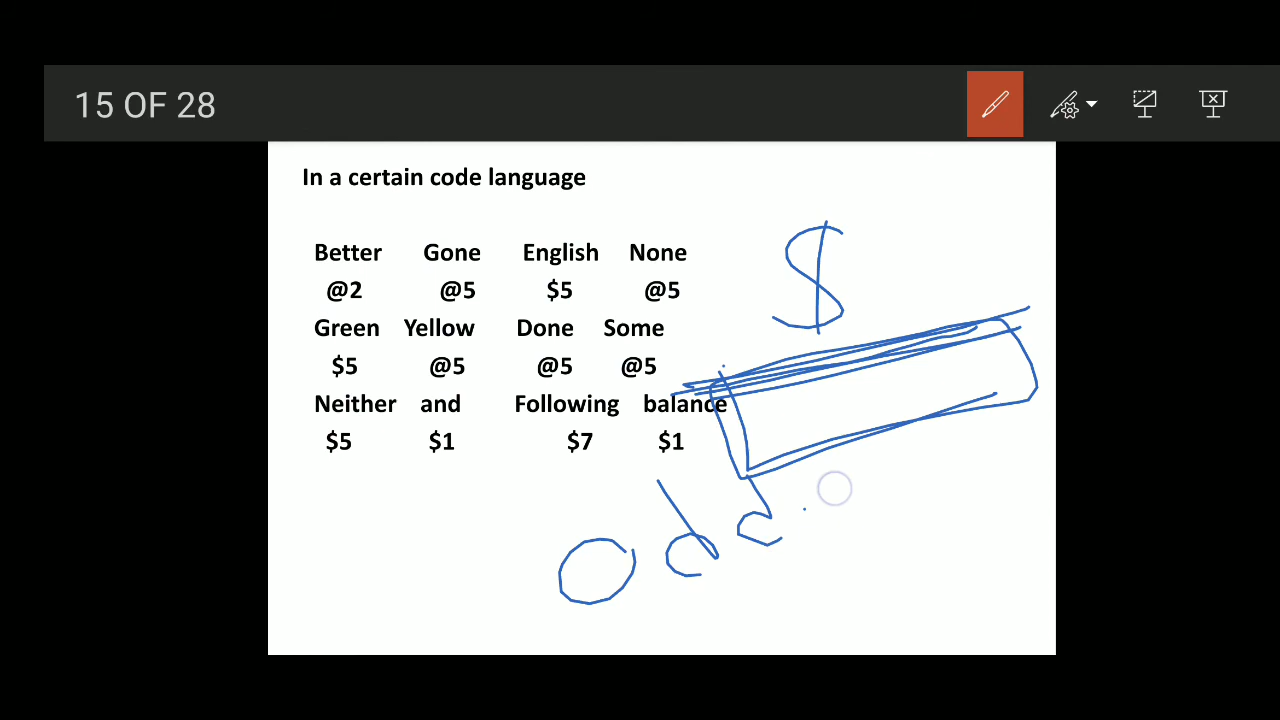 15 OF 28
In a certain code language
Better Gone English None
@2 @5 $5 @5
$
Green Yellow Done Some
$5 @5 @5 @5
Neither and Following balance
$5 $1 $7 $1
Odd